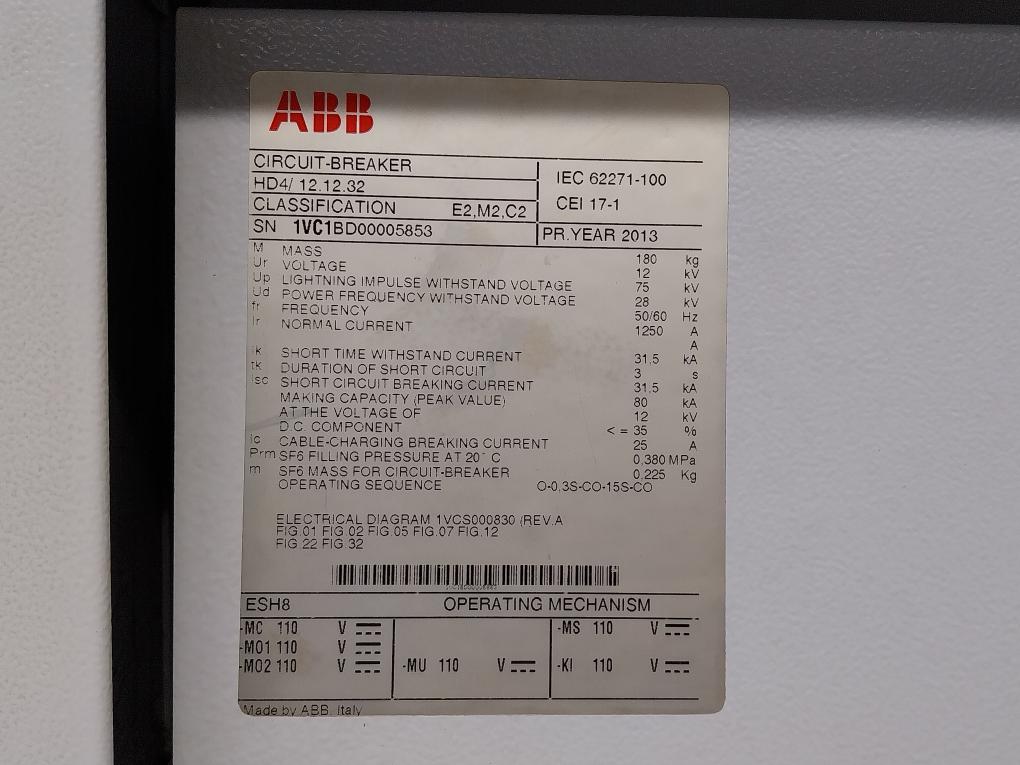 ABB
CIRCUIT-BREAKER
HD4/ 12.12.32
IEC 62271-100
CLASSIFICATION E2,M2,C2
CEI 17-1
SN 1VC1BD00005853
PR.YEAR 2013
M MASS 180 kg
Ur VOLTAGE 12 kV
Up LIGHTNING IMPULSE WITHSTAND VOLTAGE 75 kV
Ud POWER FREQUENCY WITHSTAND VOLTAGE 28 kV
fr FREQUENCY 50/60 Hz
Ir NORMAL CURRENT 1250 A
A
Ik SHORT TIME WITHSTAND CURRENT 31.5 kA
tk DURATION OF SHORT CIRCUIT 3 s
Isc SHORT CIRCUIT BREAKING CURRENT 31.5 kA
MAKING CAPACITY (PEAK VALUE) 80 kA
AT THE VOLTAGE OF 12 kV
D.C. COMPONENT <= 35 %
Ic CABLE-CHARGING BREAKING CURRENT 25 A
Prm SF6 FILLING PRESSURE AT 20° C 0,380 MPa
m SF6 MASS FOR CIRCUIT-BREAKER 0,225 Kg
OPERATING SEQUENCE O-0,3S-CO-15S-CO
ELECTRICAL DIAGRAM 1VCS000830 (REV.A
FIG.01 FIG.02 FIG.05 FIG.07 FIG.12
FIG.22 FIG.32
ESH8 OPERATING MECHANISM
-MC 110 V
-MO1 110 V
-MO2 110 V
-MU 110 V
-MS 110 V
-KI 110 V
Made by ABB, Italy